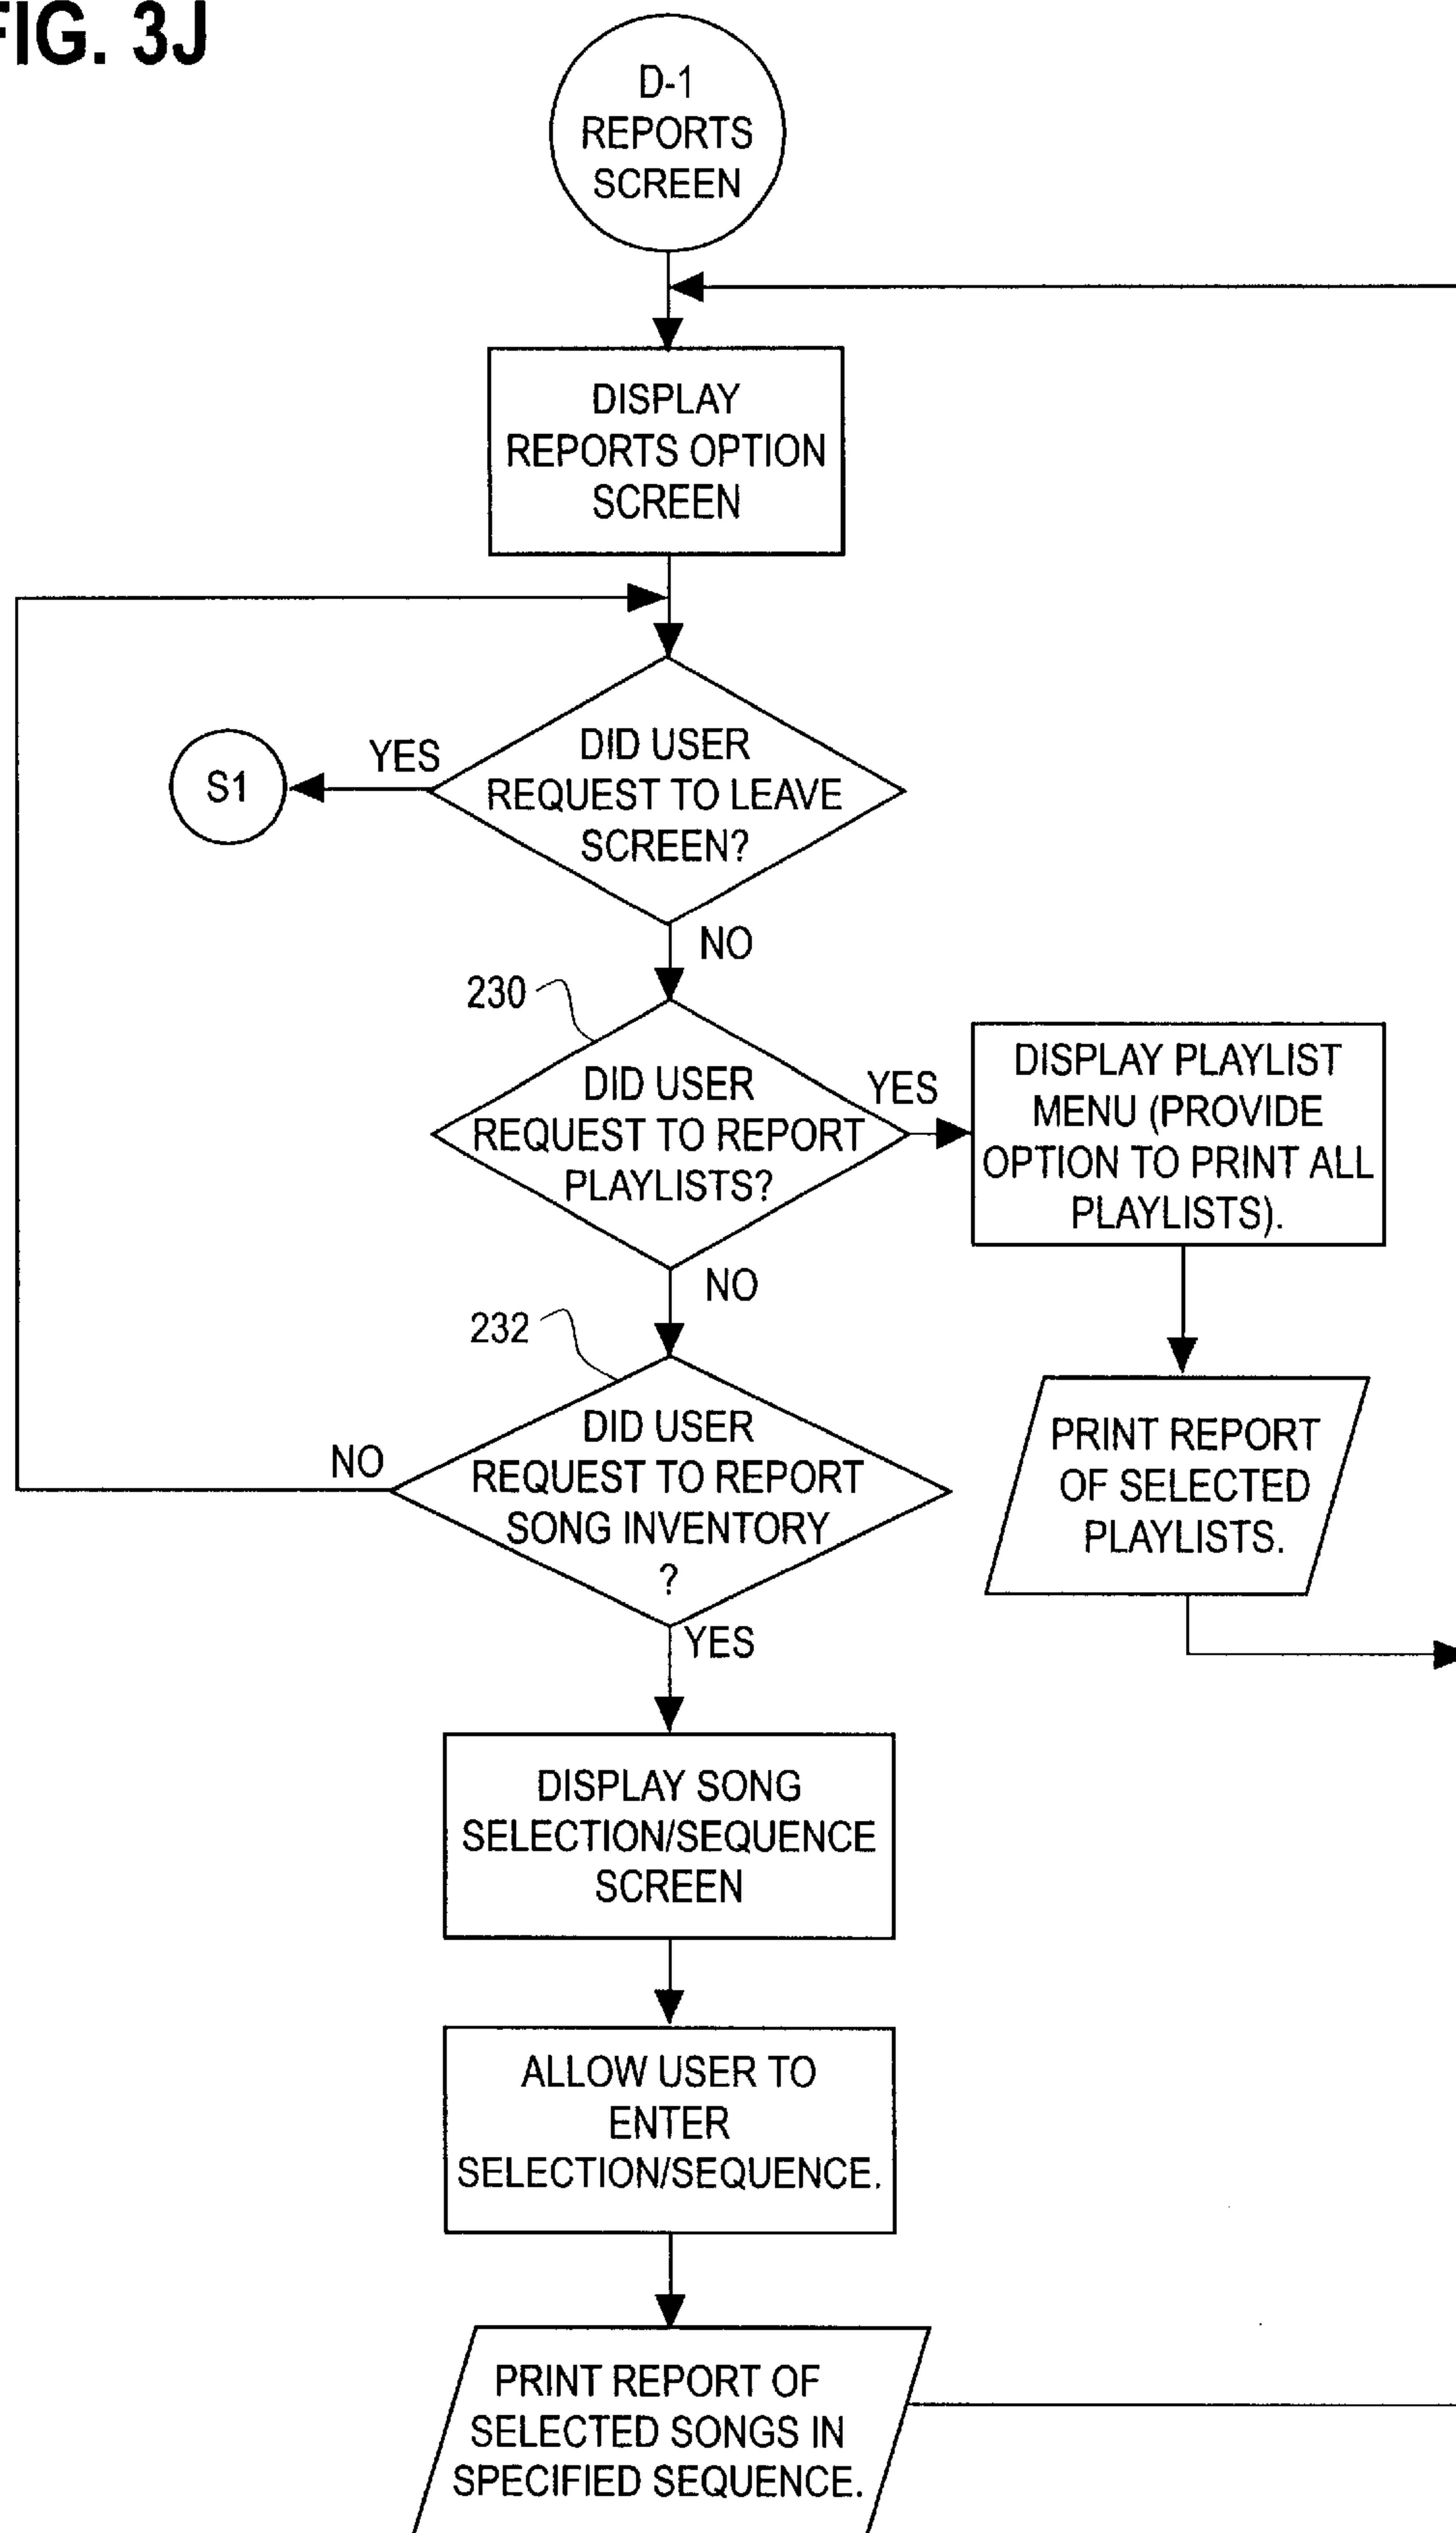 FIG. 3J
D-1
REPORTS
SCREEN
DISPLAY
REPORTS OPTION
SCREEN
DID USER
REQUEST TO LEAVE
SCREEN?
YES
S1
NO
230
DID USER
REQUEST TO REPORT
PLAYLISTS?
YES
DISPLAY PLAYLIST
MENU (PROVIDE
OPTION TO PRINT ALL
PLAYLISTS).
NO
PRINT REPORT
OF SELECTED
PLAYLISTS.
232
DID USER
REQUEST TO REPORT
SONG INVENTORY
?
NO
YES
DISPLAY SONG
SELECTION/SEQUENCE
SCREEN
ALLOW USER TO
ENTER
SELECTION/SEQUENCE.
PRINT REPORT OF
SELECTED SONGS IN
SPECIFIED SEQUENCE.